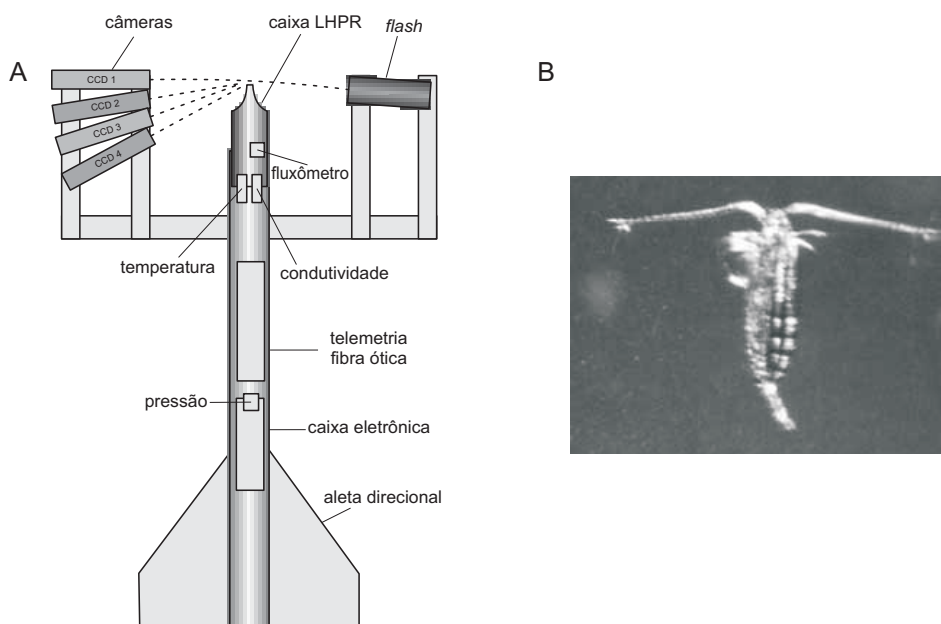 câmeras
caixa LHPR
flash
A
B
CCD 1
CCD 2
CCD 3
CCD 4
fluxômetro
temperatura
condutividade
telemetria
fibra ótica
pressão
caixa eletrônica
aleta direcional